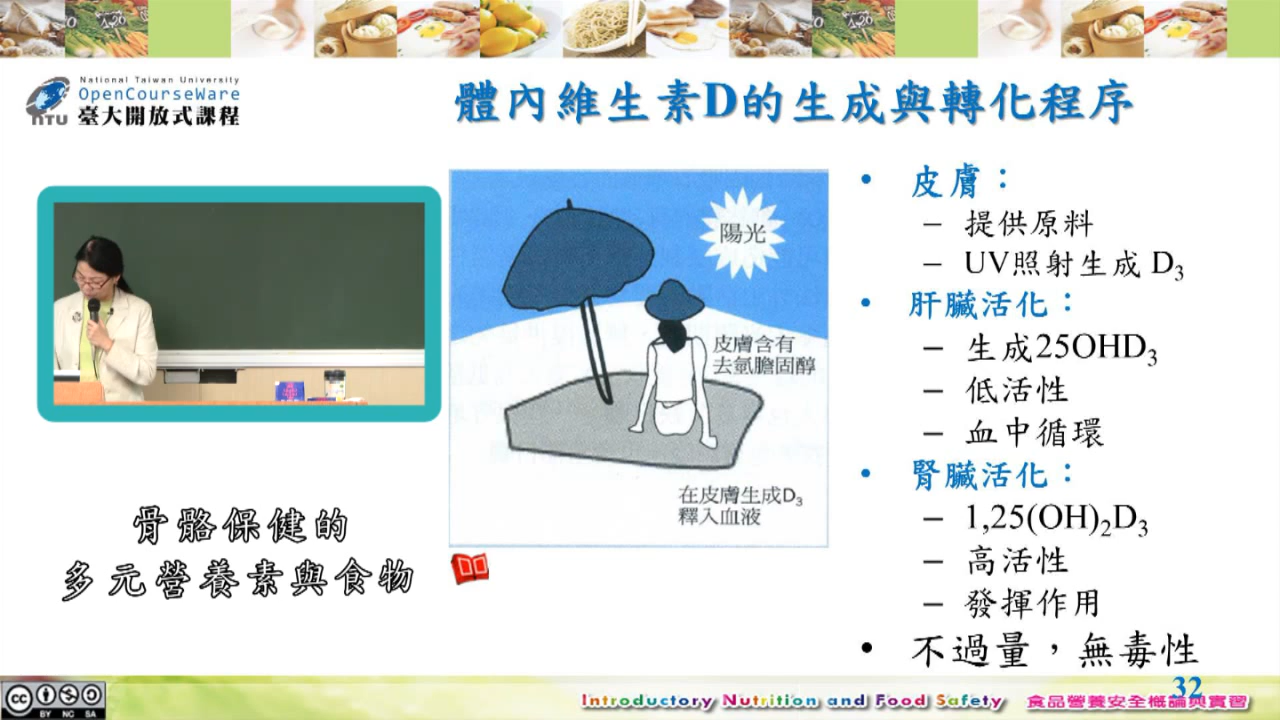 National Taiwan University
OpenCourseWare
NTU 臺大開放式課程
體內維生素D的生成與轉化程序
陽光
皮膚含有
去氫膽固醇
在皮膚生成D₃
釋入血液
• 皮膚：
– 提供原料
– UV照射生成 D₃
• 肝臟活化：
– 生成25OHD₃
– 低活性
– 血中循環
• 腎臟活化：
– 1,25(OH)₂D₃
– 高活性
– 發揮作用
• 不過量，無毒性
骨骼保健的
多元營養素與食物
32
cc BY NC SA
Introductory Nutrition and Food Safety 食品營養安全概論與實習